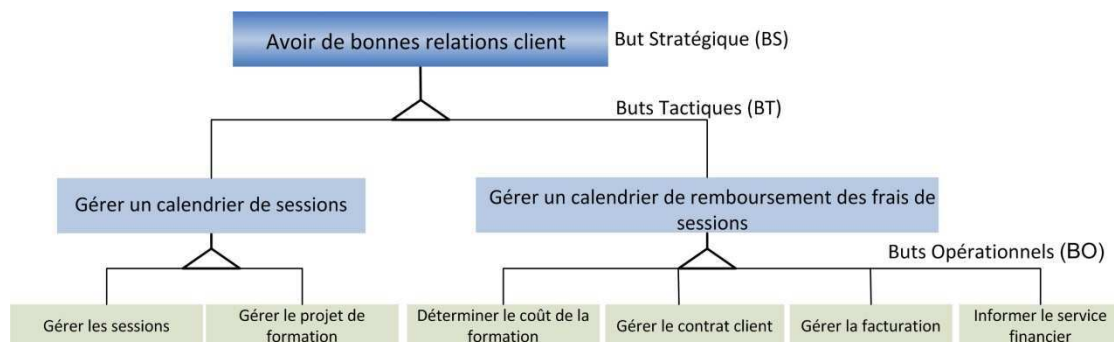 Avoir de bonnes relations client
But Stratégique (BS)
Buts Tactiques (BT)
Gérer un calendrier de sessions
Gérer un calendrier de remboursement des frais de
sessions
Buts Opérationnels (BO)
Gérer les sessions
Gérer le projet de
formation
Déterminer le coût de la
formation
Gérer le contrat client
Gérer la facturation
Informer le service
financier